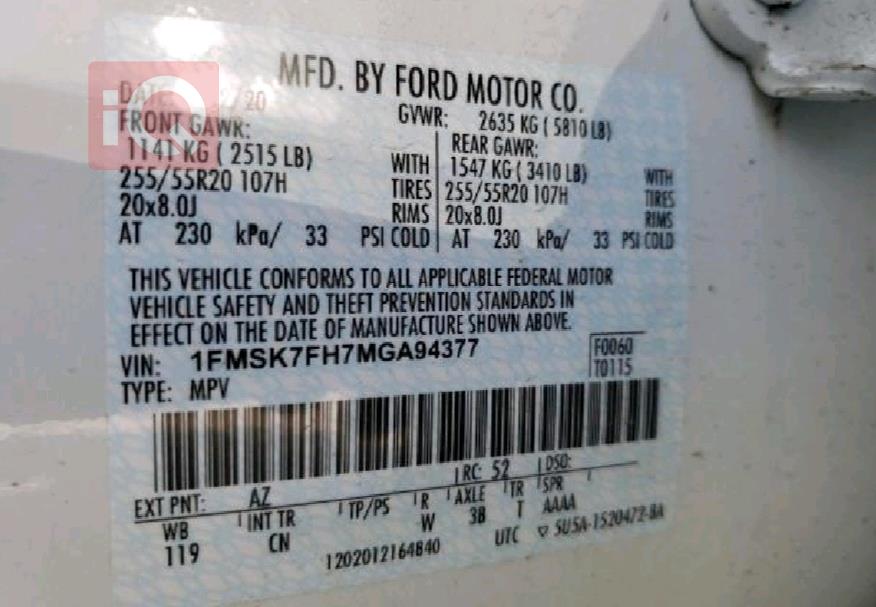 MFD. BY FORD MOTOR CO.
DATE: /20
GVWR: 2635 KG ( 5810 LB)
FRONT GAWR:
1141 KG ( 2515 LB)
255/55R20 107H
20x8.0J
AT 230 kPa/ 33 PSI COLD
WITH
TIRES
RIMS
REAR GAWR:
1547 KG ( 3410 LB)
255/55R20 107H
20x8.0J
AT 230 kPa/ 33 PSI COLD
WITH
TIRES
RIMS
THIS VEHICLE CONFORMS TO ALL APPLICABLE FEDERAL MOTOR
VEHICLE SAFETY AND THEFT PREVENTION STANDARDS IN
EFFECT ON THE DATE OF MANUFACTURE SHOWN ABOVE.
VIN: 1FMSK7FH7MGA94377
F0060
T0115
TYPE: MPV
EXT PNT: AZ
RC: 52 DSO:
WB INT TR TP/PS R AXLE TR SPR
119 CN W 3B T AAAA
1202012164840 UTC 5U5A-1520472-BA
iQ